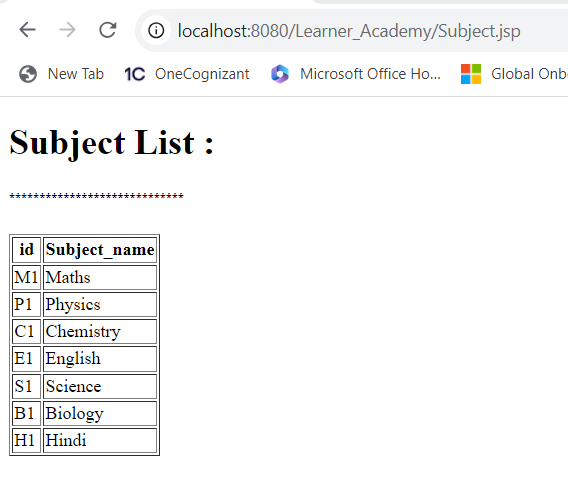 localhost:8080/Learner_Academy/Subject.jsp
New Tab 1C OneCognizant Microsoft Office Ho... Global Onb
Subject List :
*****************************
id Subject_name
M1 Maths
P1 Physics
C1 Chemistry
E1 English
S1 Science
B1 Biology
H1 Hindi